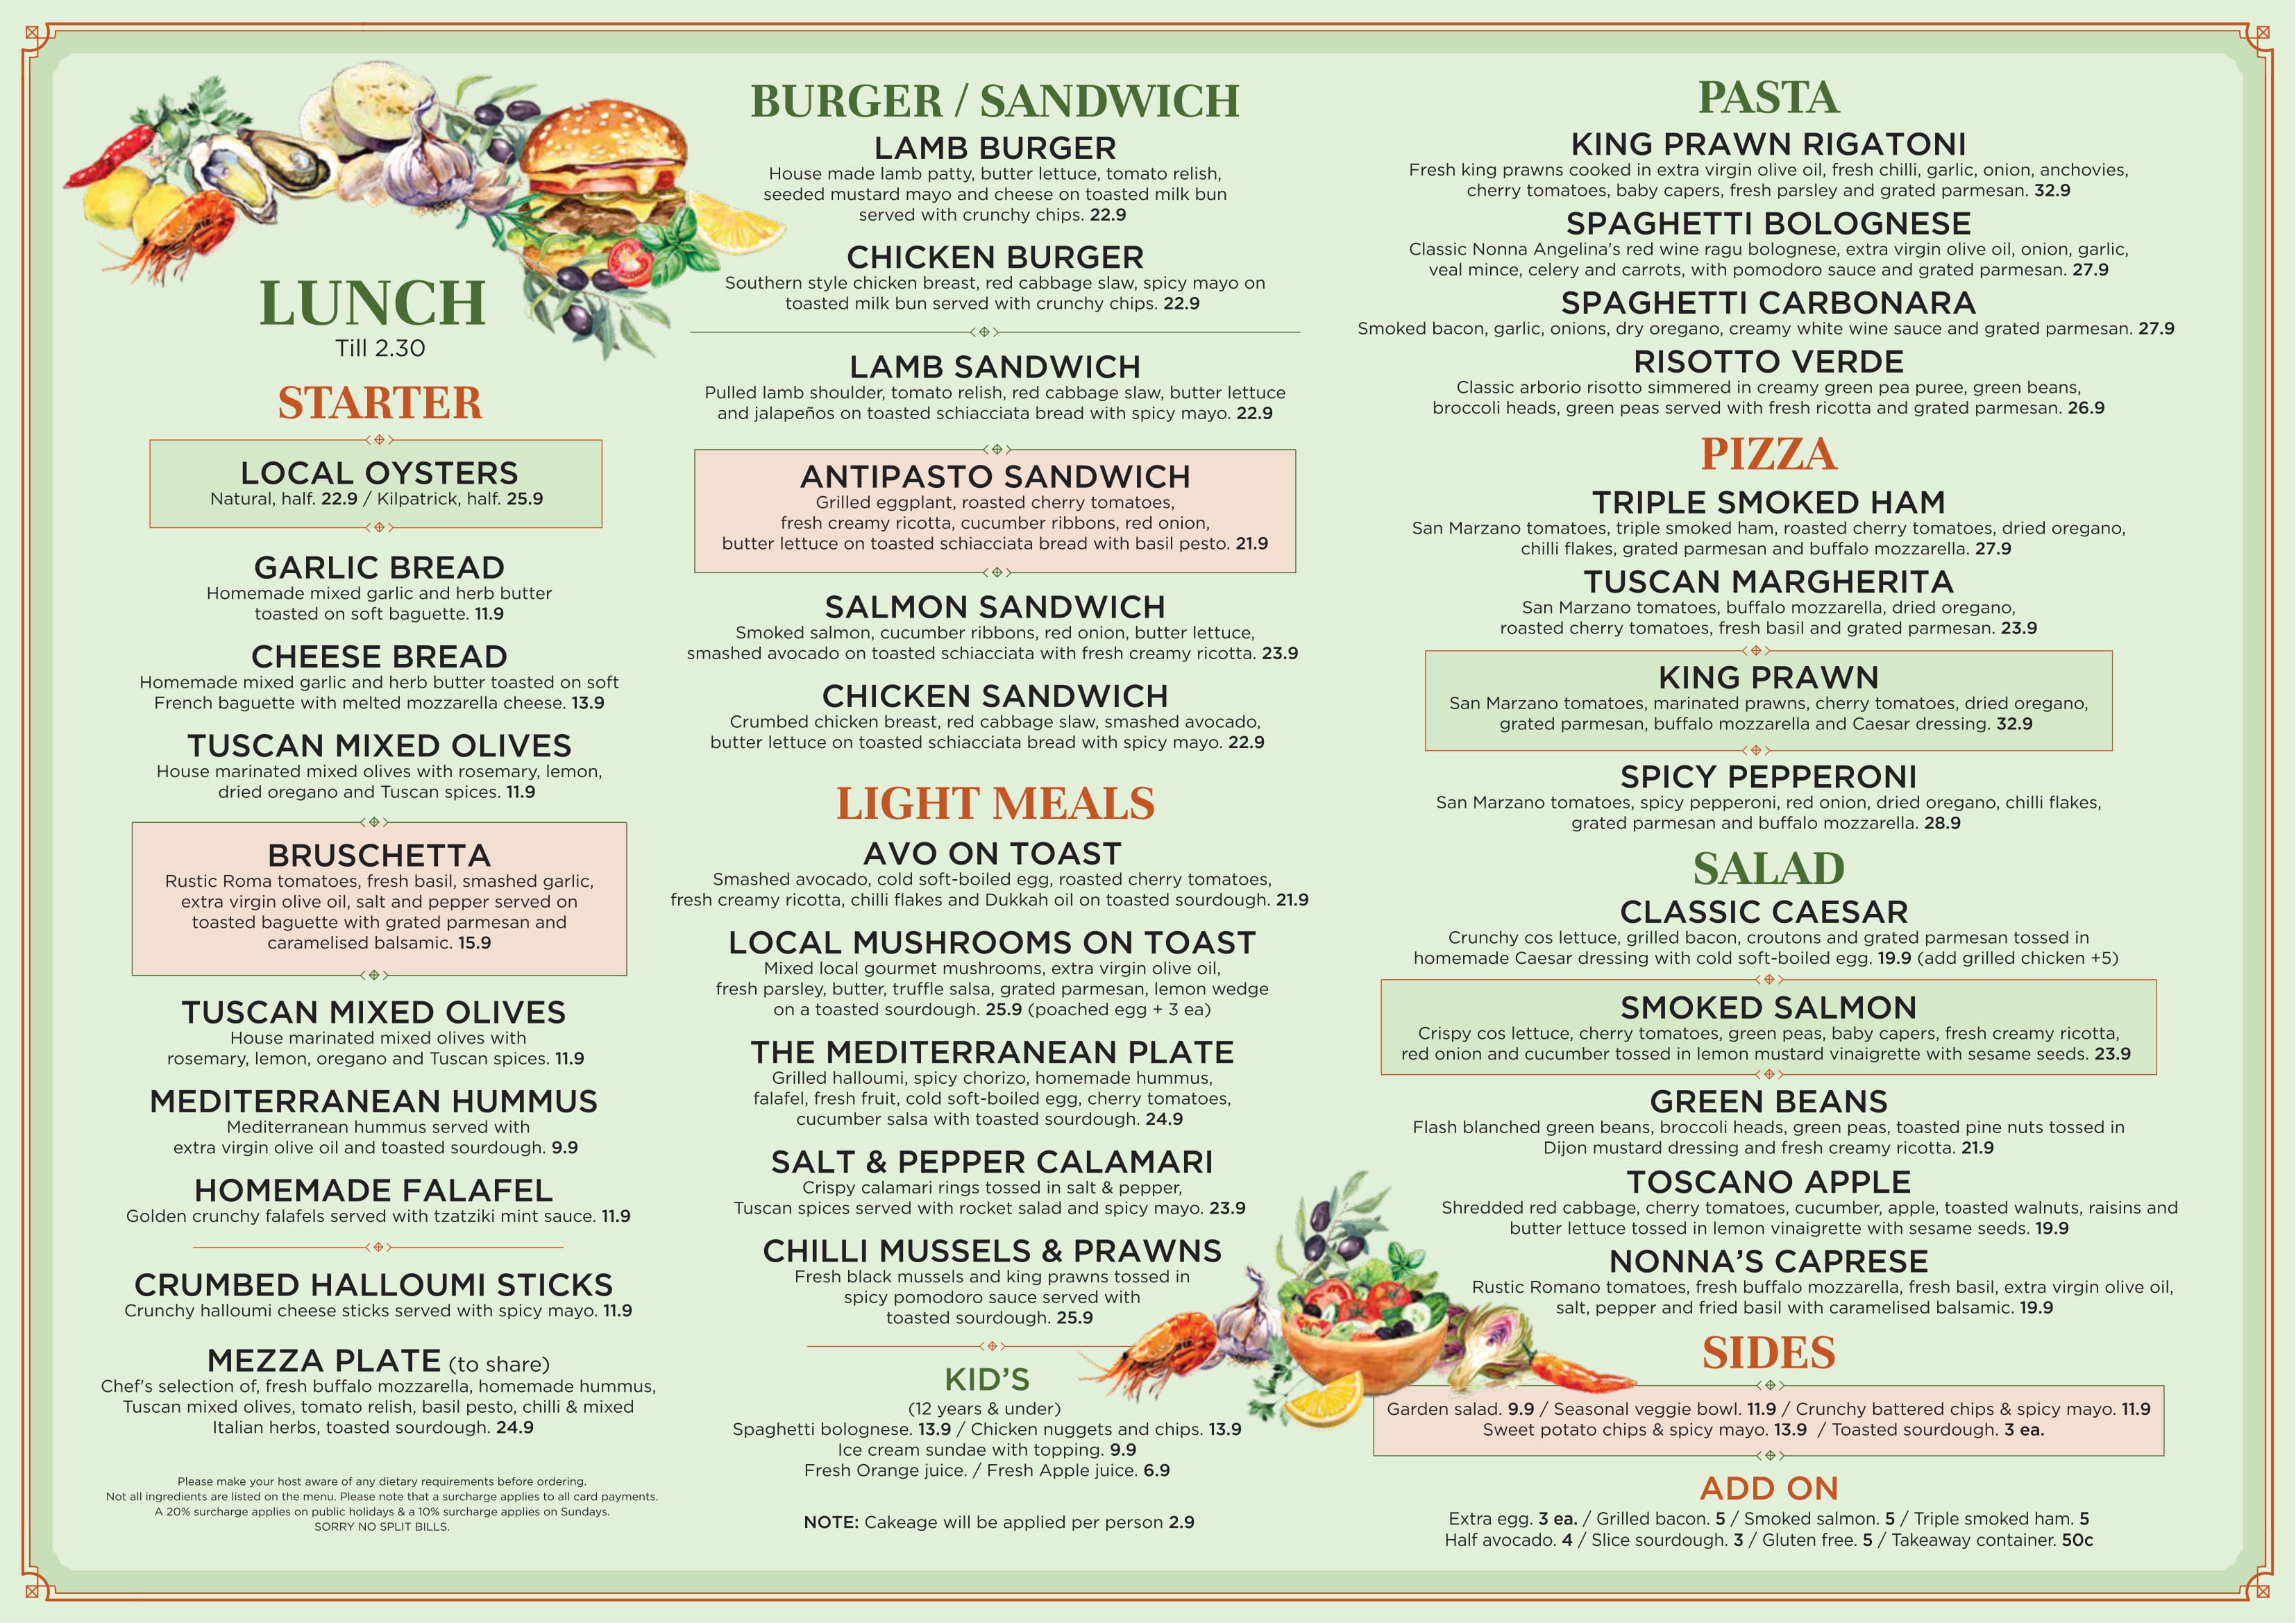 LUNCH
Till 2.30
STARTER
LOCAL OYSTERS
Natural, half. 22.9 / Kilpatrick, half. 25.9
GARLIC BREAD
Homemade mixed garlic and herb butter
toasted on soft baguette. 11.9
CHEESE BREAD
Homemade mixed garlic and herb butter toasted on soft
French baguette with melted mozzarella cheese. 13.9
TUSCAN MIXED OLIVES
House marinated mixed olives with rosemary, lemon,
dried oregano and Tuscan spices. 11.9
BRUSCHETTA
Rustic Roma tomatoes, fresh basil, smashed garlic,
extra virgin olive oil, salt and pepper served on
toasted baguette with grated parmesan and
caramelised balsamic. 15.9
TUSCAN MIXED OLIVES
House marinated mixed olives with
rosemary, lemon, oregano and Tuscan spices. 11.9
MEDITERRANEAN HUMMUS
Mediterranean hummus served with
extra virgin olive oil and toasted sourdough. 9.9
HOMEMADE FALAFEL
Golden crunchy falafels served with tzatziki mint sauce. 11.9
CRUMBED HALLOUMI STICKS
Crunchy halloumi cheese sticks served with spicy mayo. 11.9
MEZZA PLATE (to share)
Chef's selection of, fresh buffalo mozzarella, homemade hummus,
Tuscan mixed olives, tomato relish, basil pesto, chilli & mixed
Italian herbs, toasted sourdough. 24.9
Please make your host aware of any dietary requirements before ordering.
Not all ingredients are listed on the menu. Please note that a surcharge applies to all card payments.
A 20% surcharge applies on public holidays & a 10% surcharge applies on Sundays.
SORRY NO SPLIT BILLS.
BURGER / SANDWICH
LAMB BURGER
House made lamb patty, butter lettuce, tomato relish,
seeded mustard mayo and cheese on toasted milk bun
served with crunchy chips. 22.9
CHICKEN BURGER
Southern style chicken breast, red cabbage slaw, spicy mayo on
toasted milk bun served with crunchy chips. 22.9
LAMB SANDWICH
Pulled lamb shoulder, tomato relish, red cabbage slaw, butter lettuce
and jalapeños on toasted schiacciata bread with spicy mayo. 22.9
ANTIPASTO SANDWICH
Grilled eggplant, roasted cherry tomatoes,
fresh creamy ricotta, cucumber ribbons, red onion,
butter lettuce on toasted schiacciata bread with basil pesto. 21.9
SALMON SANDWICH
Smoked salmon, cucumber ribbons, red onion, butter lettuce,
smashed avocado on toasted schiacciata with fresh creamy ricotta. 23.9
CHICKEN SANDWICH
Crumbed chicken breast, red cabbage slaw, smashed avocado,
butter lettuce on toasted schiacciata bread with spicy mayo. 22.9
LIGHT MEALS
AVO ON TOAST
Smashed avocado, cold soft-boiled egg, roasted cherry tomatoes,
fresh creamy ricotta, chilli flakes and Dukkah oil on toasted sourdough. 21.9
LOCAL MUSHROOMS ON TOAST
Mixed local gourmet mushrooms, extra virgin olive oil,
fresh parsley, butter, truffle salsa, grated parmesan, lemon wedge
on a toasted sourdough. 25.9 (poached egg + 3 ea)
THE MEDITERRANEAN PLATE
Grilled halloumi, spicy chorizo, homemade hummus,
falafel, fresh fruit, cold soft-boiled egg, cherry tomatoes,
cucumber salsa with toasted sourdough. 24.9
SALT & PEPPER CALAMARI
Crispy calamari rings tossed in salt & pepper,
Tuscan spices served with rocket salad and spicy mayo. 23.9
CHILLI MUSSELS & PRAWNS
Fresh black mussels and king prawns tossed in
spicy pomodoro sauce served with
toasted sourdough. 25.9
KID'S
(12 years & under)
Spaghetti bolognese. 13.9 / Chicken nuggets and chips. 13.9
Ice cream sundae with topping. 9.9
Fresh Orange juice. / Fresh Apple juice. 6.9
NOTE: Cakeage will be applied per person 2.9
PASTA
KING PRAWN RIGATONI
Fresh king prawns cooked in extra virgin olive oil, fresh chilli, garlic, onion, anchovies,
cherry tomatoes, baby capers, fresh parsley and grated parmesan. 32.9
SPAGHETTI BOLOGNESE
Classic Nonna Angelina's red wine ragu bolognese, extra virgin olive oil, onion, garlic,
veal mince, celery and carrots, with pomodoro sauce and grated parmesan. 27.9
SPAGHETTI CARBONARA
Smoked bacon, garlic, onions, dry oregano, creamy white wine sauce and grated parmesan. 27.9
RISOTTO VERDE
Classic arborio risotto simmered in creamy green pea puree, green beans,
broccoli heads, green peas served with fresh ricotta and grated parmesan. 26.9
PIZZA
TRIPLE SMOKED HAM
San Marzano tomatoes, triple smoked ham, roasted cherry tomatoes, dried oregano,
chilli flakes, grated parmesan and buffalo mozzarella. 27.9
TUSCAN MARGHERITA
San Marzano tomatoes, buffalo mozzarella, dried oregano,
roasted cherry tomatoes, fresh basil and grated parmesan. 23.9
KING PRAWN
San Marzano tomatoes, marinated prawns, cherry tomatoes, dried oregano,
grated parmesan, buffalo mozzarella and Caesar dressing. 32.9
SPICY PEPPERONI
San Marzano tomatoes, spicy pepperoni, red onion, dried oregano, chilli flakes,
grated parmesan and buffalo mozzarella. 28.9
SALAD
CLASSIC CAESAR
Crunchy cos lettuce, grilled bacon, croutons and grated parmesan tossed in
homemade Caesar dressing with cold soft-boiled egg. 19.9 (add grilled chicken +5)
SMOKED SALMON
Crispy cos lettuce, cherry tomatoes, green peas, baby capers, fresh creamy ricotta,
red onion and cucumber tossed in lemon mustard vinaigrette with sesame seeds. 23.9
GREEN BEANS
Flash blanched green beans, broccoli heads, green peas, toasted pine nuts tossed in
Dijon mustard dressing and fresh creamy ricotta. 21.9
TOSCANO APPLE
Shredded red cabbage, cherry tomatoes, cucumber, apple, toasted walnuts, raisins and
butter lettuce tossed in lemon vinaigrette with sesame seeds. 19.9
NONNA'S CAPRESE
Rustic Romano tomatoes, fresh buffalo mozzarella, fresh basil, extra virgin olive oil,
salt, pepper and fried basil with caramelised balsamic. 19.9
SIDES
Garden salad. 9.9 / Seasonal veggie bowl. 11.9 / Crunchy battered chips & spicy mayo. 11.9
Sweet potato chips & spicy mayo. 13.9 / Toasted sourdough. 3 ea.
ADD ON
Extra egg. 3 ea. / Grilled bacon. 5 / Smoked salmon. 5 / Triple smoked ham. 5
Half avocado. 4 / Slice sourdough. 3 / Gluten free. 5 / Takeaway container. 50c